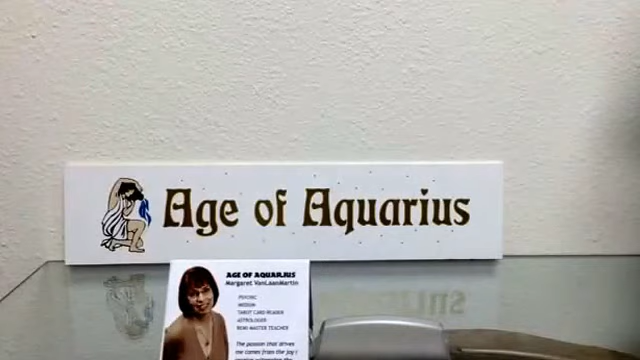 Age of Aquarius
AGE OF AQUARIUS
Margaret VanLaanMartin
PSYCHIC
MEDIUM
TAROT CARD READER
ASTROLOGER
REIKI MASTER TEACHER
The passion that drives
me comes from the joy I